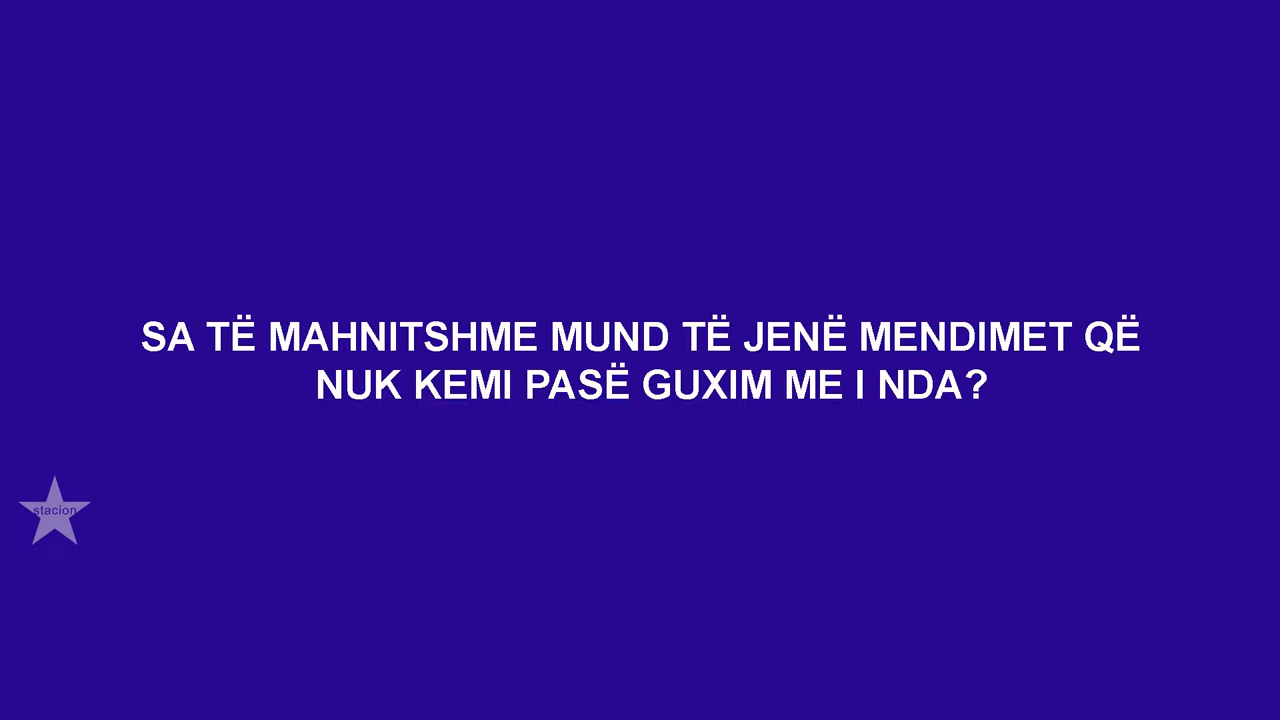 SA TË MAHNITSHME MUND TË JENË MENDIMET QË
NUK KEMI PASË GUXIM ME I NDA?
stacion